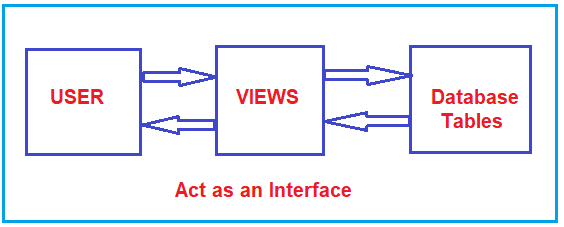 USER
VIEWS
Database
Tables
Act as an Interface